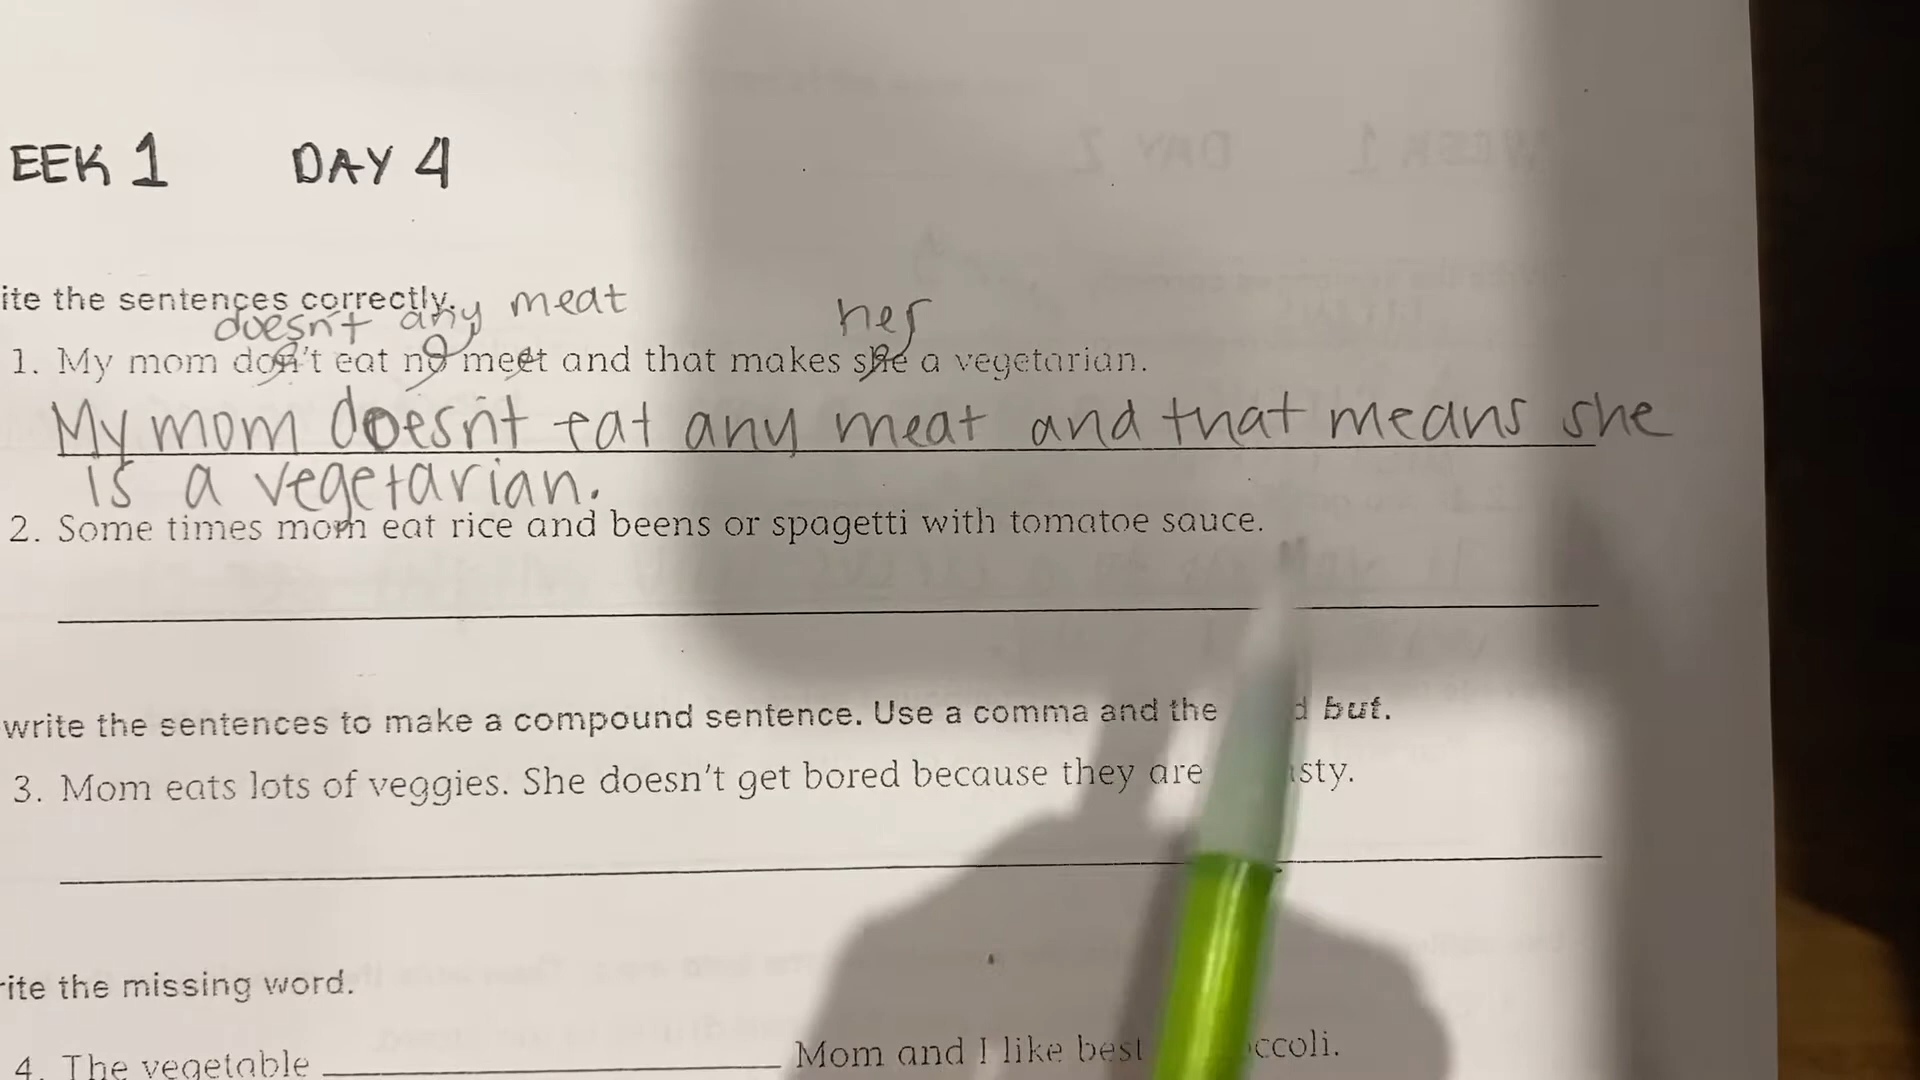 EEK 1 DAY 4
ite the sentences correctly.
doesn't any meat her
1. My mom don't eat no meet and that makes she a vegetarian.
My mom doesn't eat any meat and that means she
is a vegetarian.
2. Some times mom eat rice and beens or spagetti with tomatoe sauce.
write the sentences to make a compound sentence. Use a comma and the but.
3. Mom eats lots of veggies. She doesn't get bored because they are
rite the missing word.
4. The vegetable Mom and I like best